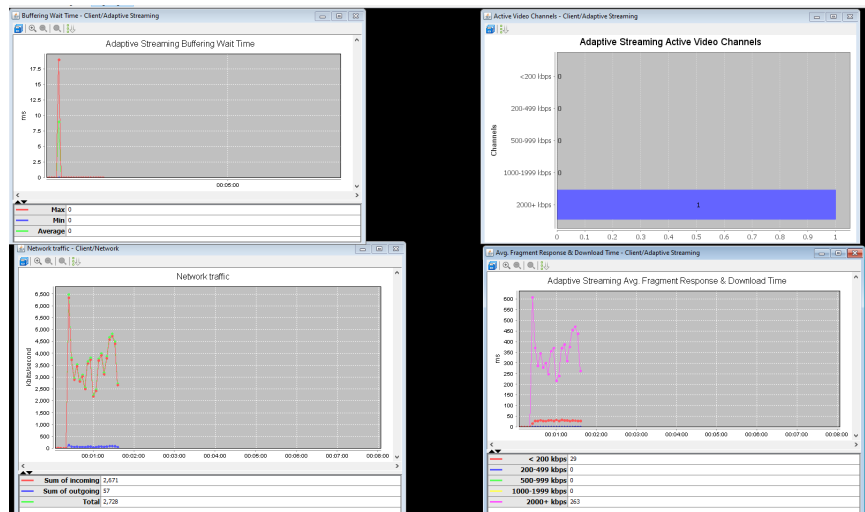 Buffering Wait Time - Client/Adaptive Streaming
Adaptive Streaming Buffering Wait Time
17.5
15
12.5
10
7.5
5
2.5
0
ms
00:05:00
Max 0
Min 0
Average 0
Active Video Channels - Client/Adaptive Streaming
Adaptive Streaming Active Video Channels
Channels
<200 kbps 0
200-499 kbps 0
500-999 kbps 0
1000-1999 kbps 0
2000+ kbps 1
0 0.1 0.2 0.3 0.4 0.5 0.6 0.7 0.8 0.9 1
Network traffic - Client/Network
Network traffic
6,500
6,000
5,500
5,000
4,500
4,000
3,500
3,000
2,500
2,000
1,500
1,000
500
0
Kbits/second
00:01:00 00:02:00 00:03:00 00:04:00 00:05:00 00:06:00 00:07:00 00:08:00
Sum of incoming 2,671
Sum of outgoing 57
Total 2,728
Avg. Fragment Response & Download Time - Client/Adaptive Streaming
Adaptive Streaming Avg. Fragment Response & Download Time
600
550
500
450
400
350
300
250
200
150
100
50
0
ms
00:01:00 00:02:00 00:03:00 00:04:00 00:05:00 00:06:00 00:07:00 00:08:00
< 200 kbps 29
200-499 kbps 0
500-999 kbps 0
1000-1999 kbps 0
2000+ kbps 263